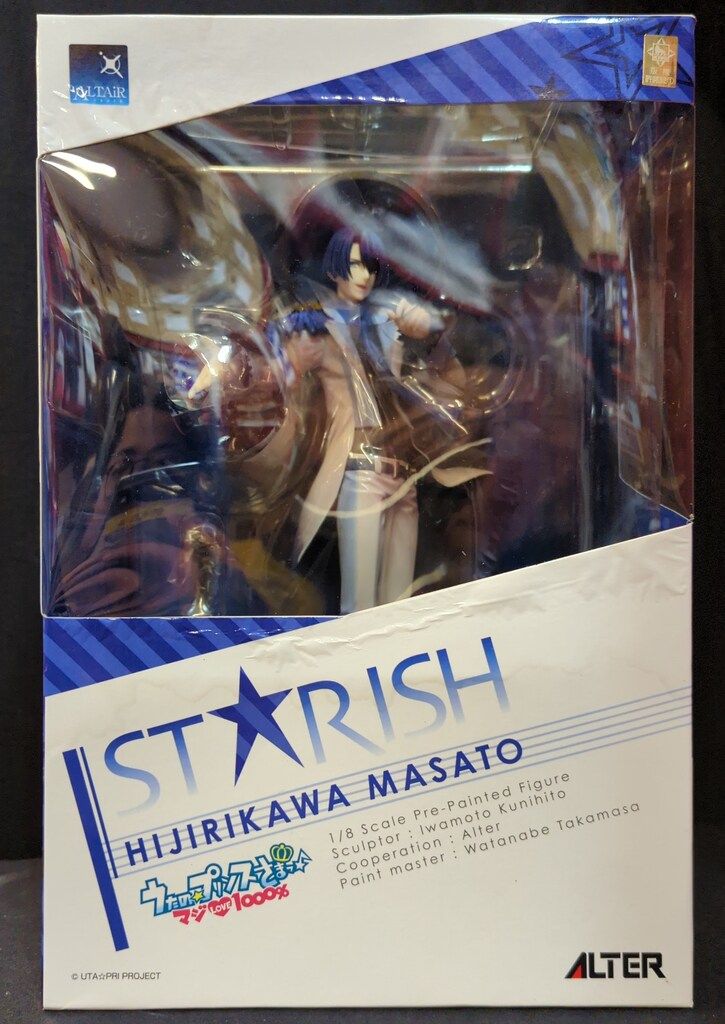 ALTAiR
ST★RISH
HIJIRIKAWA MASATO
1/8 Scale Pre-Painted Figure
Sculptor : Iwamoto Kunihito
Cooperation : Alter
Paint master : Watanabe Takamasa
うたの☆プリンスさまっ♪
マジLOVE1000%
© UTA☆PRI PROJECT
ALTER